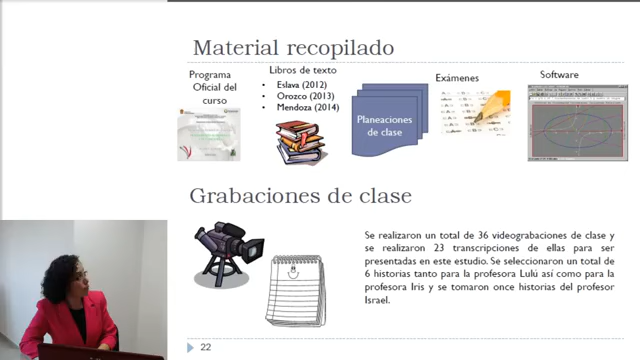 Material recopilado
Programa
Oficial del
curso
Libros de texto
• Eslava (2012)
• Orozco (2013)
• Mendoza (2014)
Planeaciones
de clase
Exámenes
Software
Grabaciones de clase
Se realizaron un total de 36 videograbaciones de clase y
se realizaron 23 transcripciones de ellas para ser
presentadas en este estudio. Se seleccionaron un total de
6 historias tanto para la profesora Lulú así como para la
profesora Iris y se tomaron once historias del profesor
Israel.
22